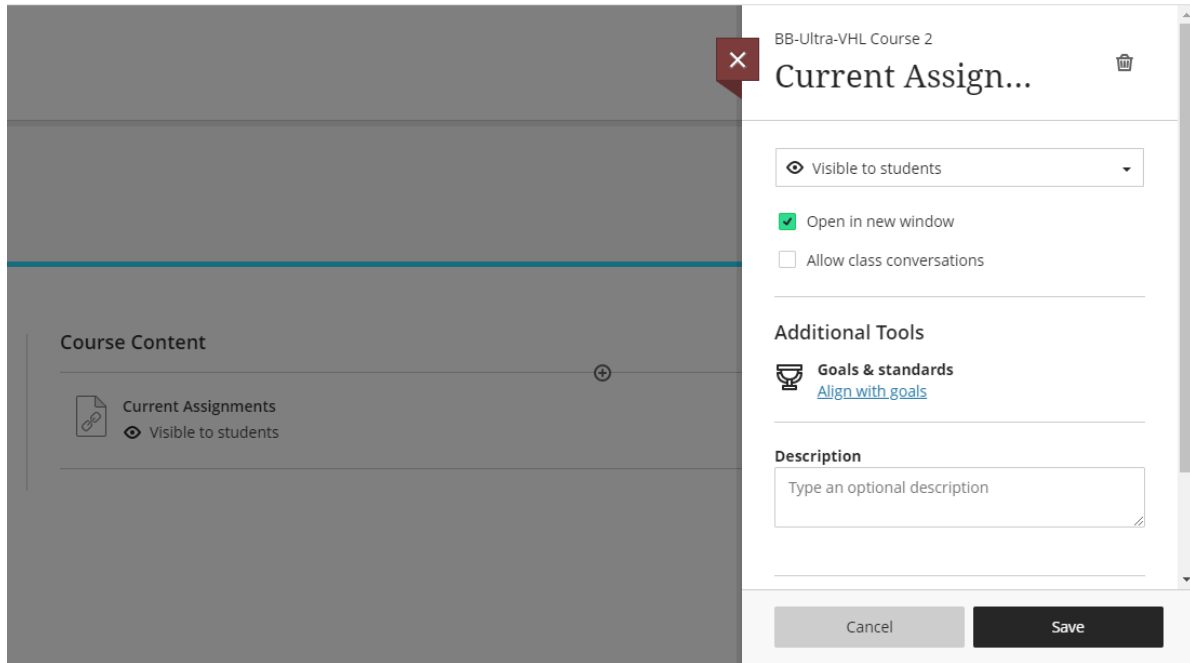 Course Content
Current Assignments
Visible to students
BB-Ultra-VHL Course 2
Current Assign...
Visible to students
Open in new window
Allow class conversations
Additional Tools
Goals & standards
Align with goals
Description
Type an optional description
Cancel
Save